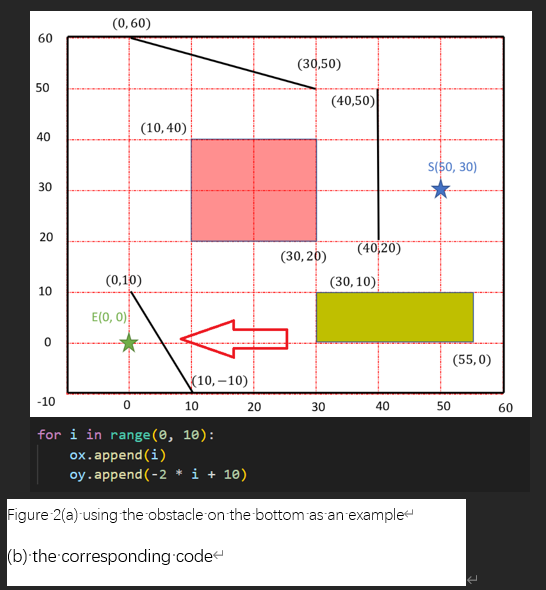 (0,60)
60
(30,50)
50
(40,50)
(10,40)
40
S(50, 30)
30
20
(40,20)
(30,20)
(0,10)
(30,10)
10
E(0, 0)
0
(55,0)
(10,−10)
-10
0 10 20 30 40 50 60
for i in range(0, 10):
ox.append(i)
oy.append(-2 * i + 10)
Figure·2(a)·using·the·obstacle·on·the·bottom·as·an·example↵
(b)·the·corresponding·code↵
↵